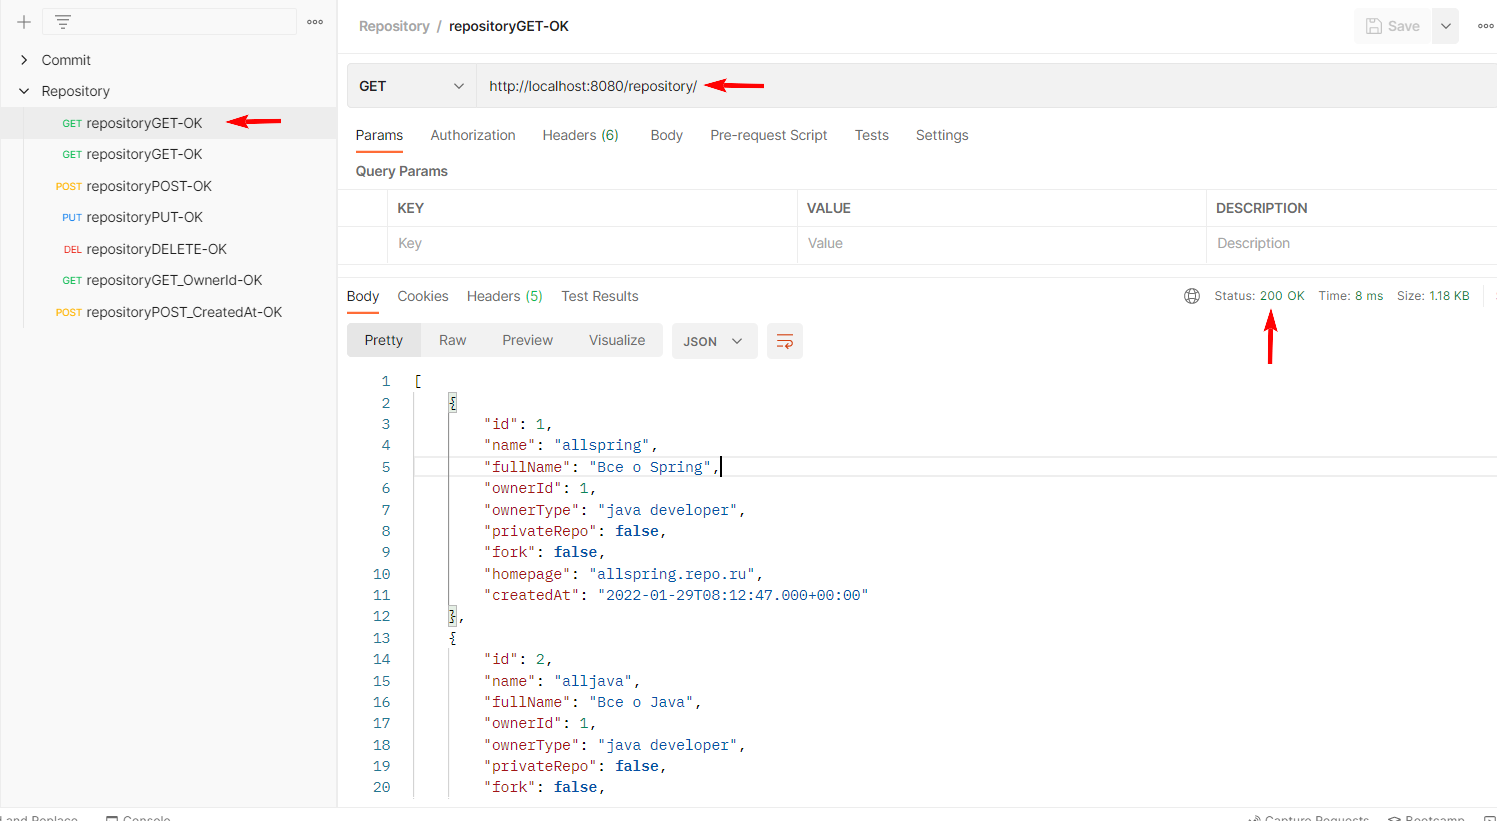 Repository / repositoryGET-OK
Save
Commit
Repository
GET repositoryGET-OK
GET repositoryGET-OK
POST repositoryPOST-OK
PUT repositoryPUT-OK
DEL repositoryDELETE-OK
GET repositoryGET_OwnerId-OK
POST repositoryPOST_CreatedAt-OK
GET http://localhost:8080/repository/
Params Authorization Headers (6) Body Pre-request Script Tests Settings
Query Params
KEY VALUE DESCRIPTION
Key Value Description
Body Cookies Headers (5) Test Results Status: 200 OK Time: 8 ms Size: 1.18 KB
Pretty Raw Preview Visualize JSON
1 [
2 {
3 "id": 1,
4 "name": "allspring",
5 "fullName": "Все о Spring",
6 "ownerId": 1,
7 "ownerType": "java developer",
8 "privateRepo": false,
9 "fork": false,
10 "homepage": "allspring.repo.ru",
11 "createdAt": "2022-01-29T08:12:47.000+00:00"
12 },
13 {
14 "id": 2,
15 "name": "alljava",
16 "fullName": "Все о Java",
17 "ownerId": 1,
18 "ownerType": "java developer",
19 "privateRepo": false,
20 "fork": false,
and Replace Console Capture Requests Bootcamp